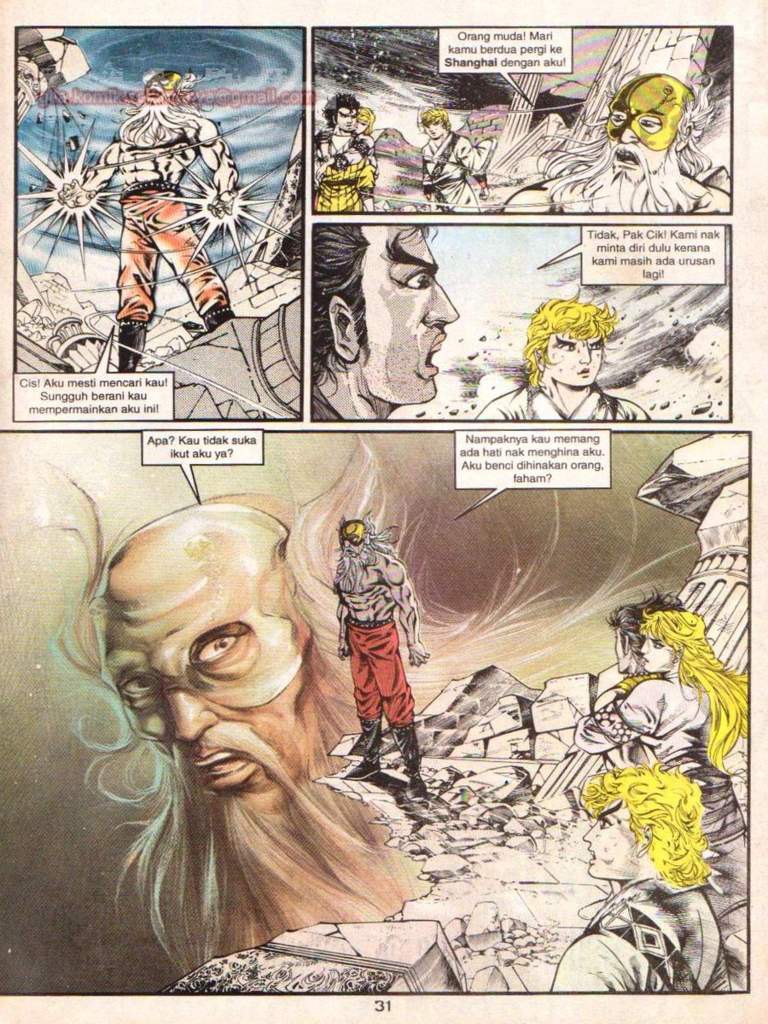 Cis! Aku mesti mencari kau!
Sungguh berani kau
mempermainkan aku ini!
Orang muda! Mari
kamu berdua pergi ke
Shanghai dengan aku!
Tidak, Pak Cik! Kami nak
minta diri dulu kerana
kami masih ada urusan
lagi!
Apa? Kau tidak suka
ikut aku ya?
Nampaknya kau memang
ada hati nak menghina aku.
Aku benci dihinakan orang,
faham?
31